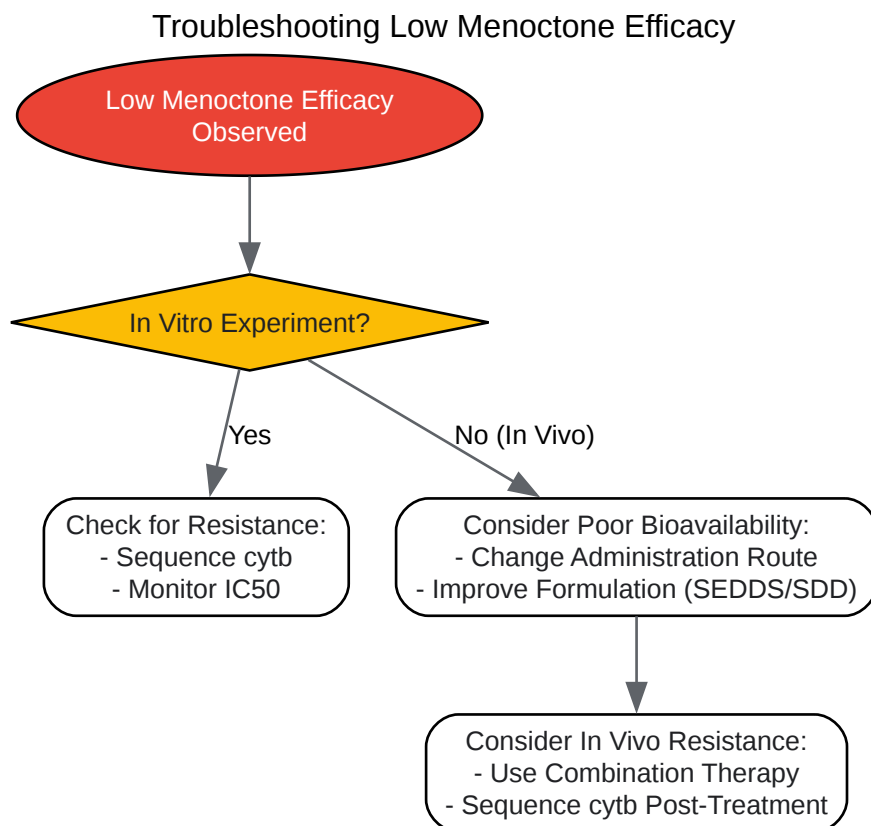 Troubleshooting Low Menoctone Efficacy
Low Menoctone Efficacy
Observed
In Vitro Experiment?
Yes
No (In Vivo)
Check for Resistance:
- Sequence cytb
- Monitor IC50
Consider Poor Bioavailability:
- Change Administration Route
- Improve Formulation (SEDDS/SDD)
Consider In Vivo Resistance:
- Use Combination Therapy
- Sequence cytb Post-Treatment